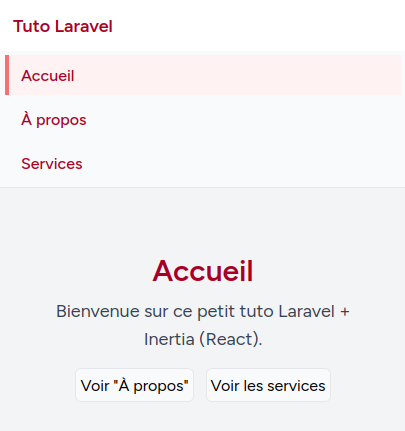 Tuto Laravel
Accueil
À propos
Services
Accueil
Bienvenue sur ce petit tuto Laravel +
Inertia (React).
Voir "À propos" Voir les services